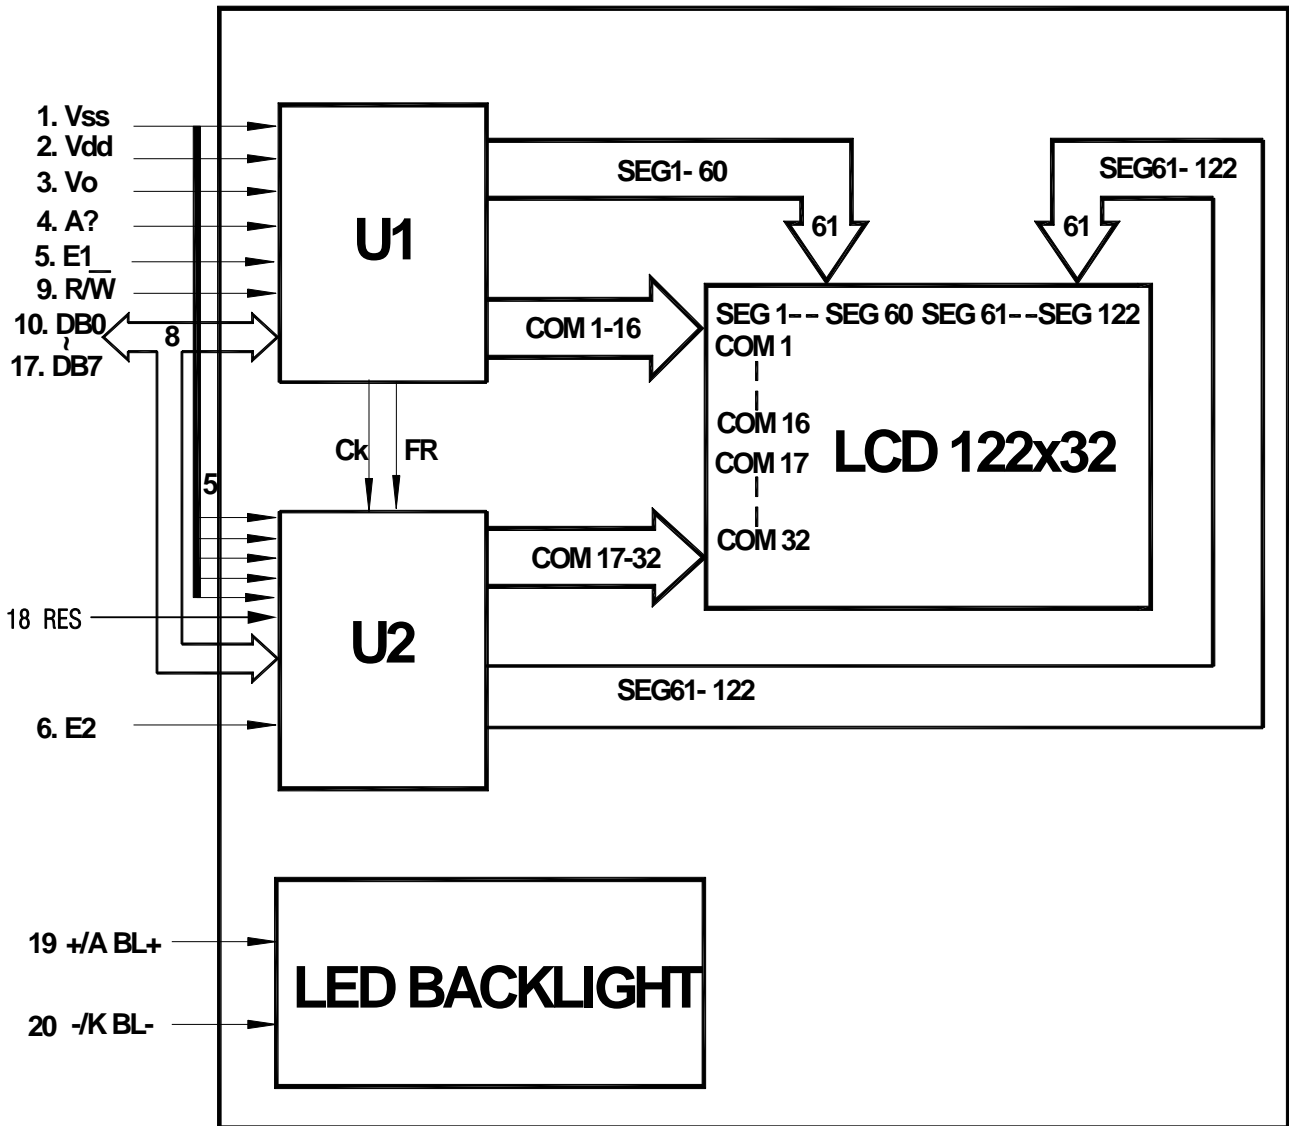 1. Vss
2. Vdd
3. Vo
4. A?
5. E1
9. R/W̅
10. DB0
~
17. DB7
8
5
18 RES
6. E2
19 +/A BL+
20 -/K BL-
U1
Ck
FR
U2
SEG1- 60
61
SEG61- 122
61
COM 1-16
COM 17-32
SEG61- 122
SEG 1-- SEG 60 SEG 61--SEG 122
COM 1
COM 16
COM 17
COM 32
LCD 122x32
LED BACKLIGHT